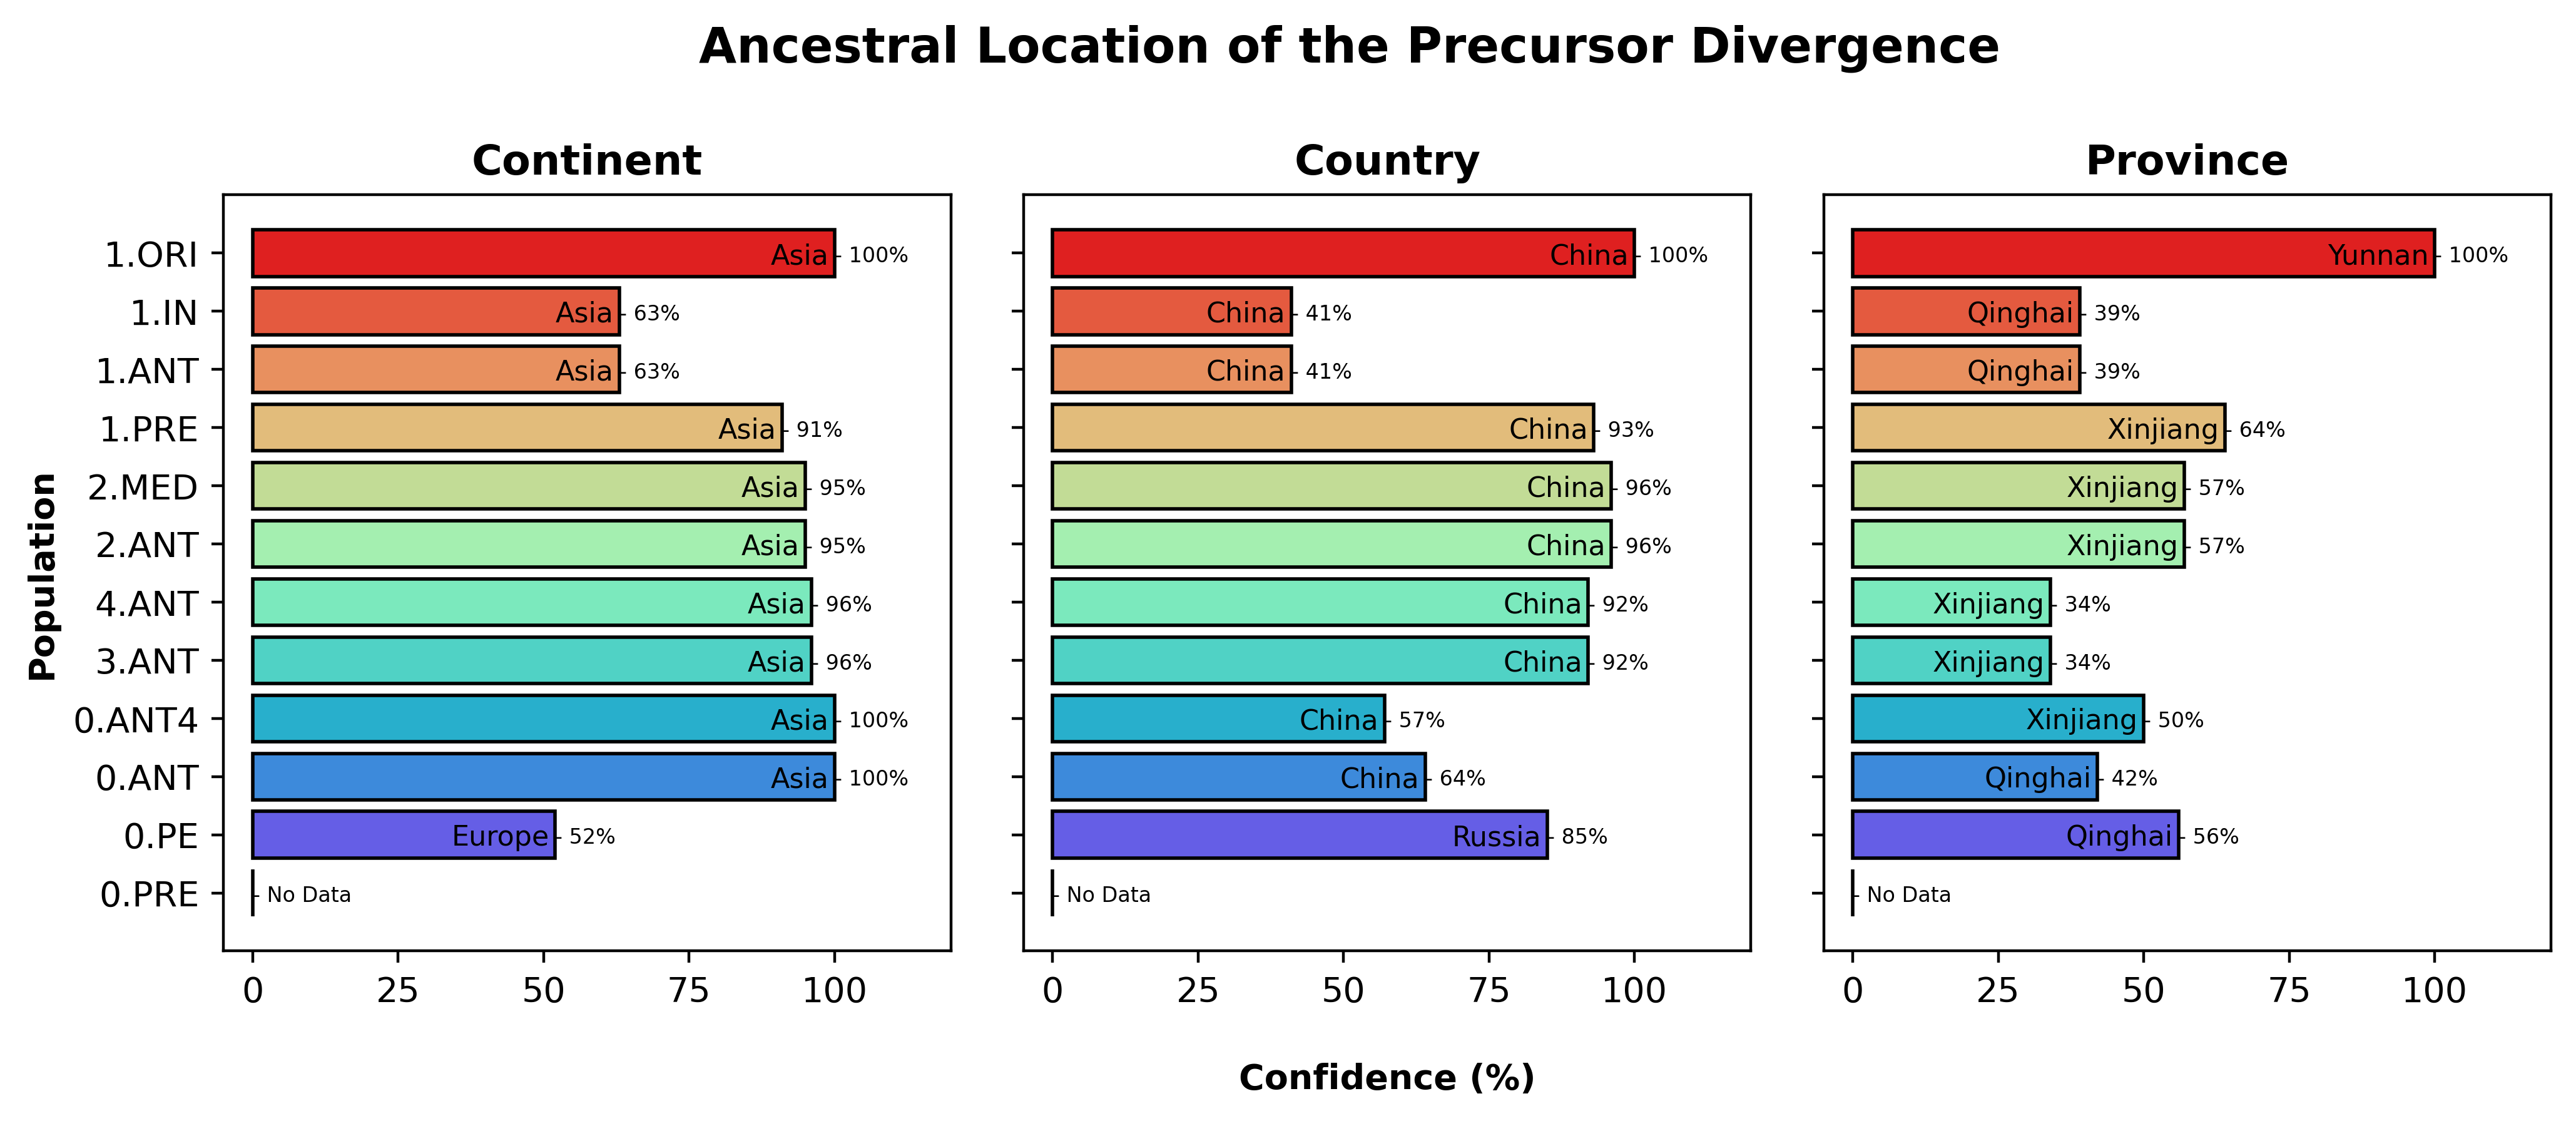 Ancestral Location of the Precursor Divergence
Continent
Country
Province
Population
1.ORI
Asia
100%
China
100%
Yunnan
100%
1.IN
Asia
63%
China
41%
Qinghai
39%
1.ANT
Asia
63%
China
41%
Qinghai
39%
1.PRE
Asia
91%
China
93%
Xinjiang
64%
2.MED
Asia
95%
China
96%
Xinjiang
57%
2.ANT
Asia
95%
China
96%
Xinjiang
57%
4.ANT
Asia
96%
China
92%
Xinjiang
34%
3.ANT
Asia
96%
China
92%
Xinjiang
34%
0.ANT4
Asia
100%
China
57%
Xinjiang
50%
0.ANT
Asia
100%
China
64%
Qinghai
42%
0.PE
Europe
52%
Russia
85%
Qinghai
56%
0.PRE
No Data
No Data
No Data
0 25 50 75 100
0 25 50 75 100
0 25 50 75 100
Confidence (%)